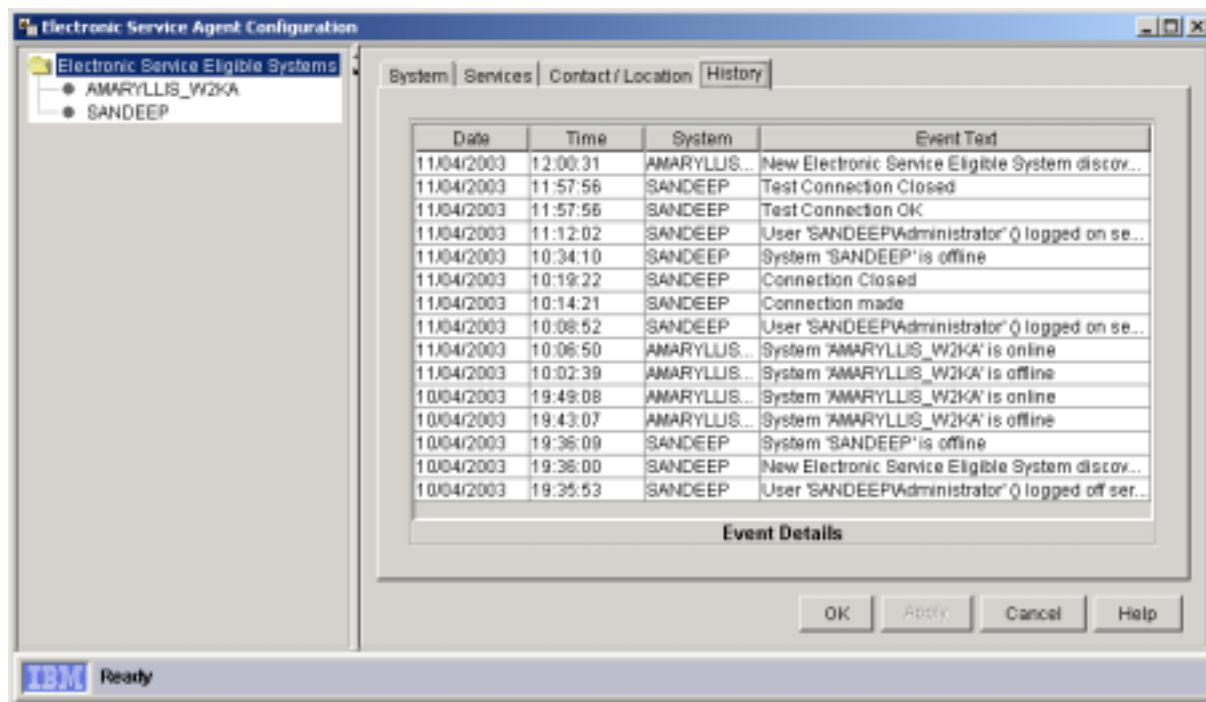 Electronic Service Agent Configuration
Electronic Service Eligible Systems
AMARYLLIS_W2KA
SANDEEP
System Services Contact / Location History
Date Time System Event Text
11/04/2003 12:00:31 AMARYLLIS... New Electronic Service Eligible System discov...
11/04/2003 11:57:56 SANDEEP Test Connection Closed
11/04/2003 11:57:56 SANDEEP Test Connection OK
11/04/2003 11:12:02 SANDEEP User 'SANDEEP\Administrator' () logged on se...
11/04/2003 10:34:10 SANDEEP System 'SANDEEP' is offline
11/04/2003 10:19:22 SANDEEP Connection Closed
11/04/2003 10:14:21 SANDEEP Connection made
11/04/2003 10:08:52 SANDEEP User 'SANDEEP\Administrator' () logged on se...
11/04/2003 10:06:50 AMARYLLIS... System 'AMARYLLIS_W2KA' is online
11/04/2003 10:02:39 AMARYLLIS... System 'AMARYLLIS_W2KA' is offline
10/04/2003 19:49:08 AMARYLLIS... System 'AMARYLLIS_W2KA' is online
10/04/2003 19:43:07 AMARYLLIS... System 'AMARYLLIS_W2KA' is offline
10/04/2003 19:36:09 SANDEEP System 'SANDEEP' is offline
10/04/2003 19:36:00 SANDEEP New Electronic Service Eligible System discov...
10/04/2003 19:35:53 SANDEEP User 'SANDEEP\Administrator' () logged off ser...
Event Details
OK Apply Cancel Help
IBM Ready